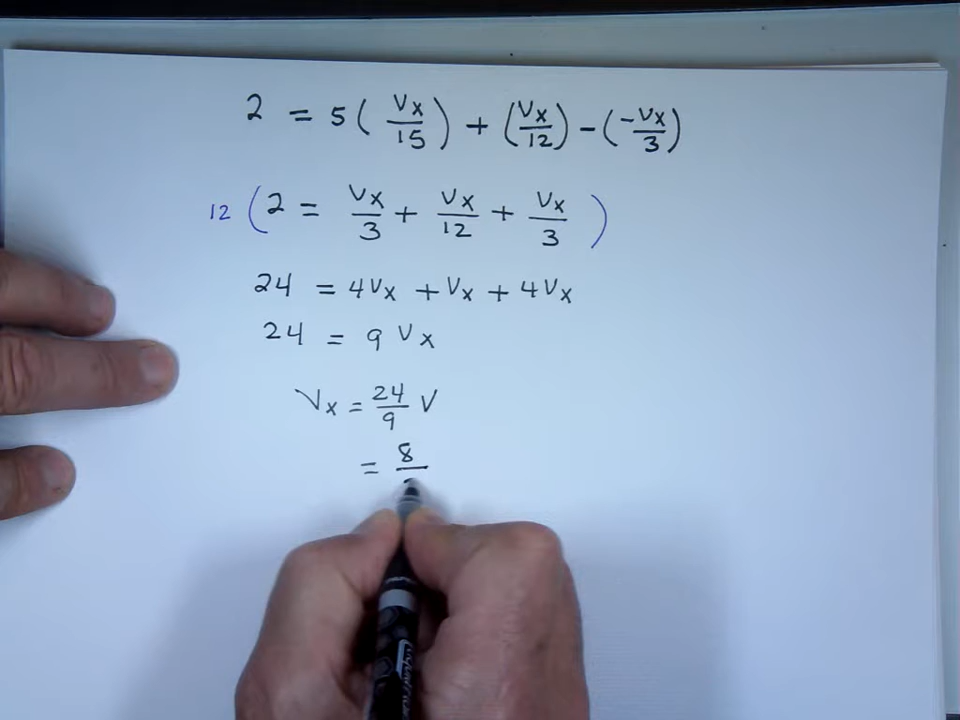 2 = 5 ( Vx/15 ) + (Vx/12) - (-Vx/3)
12 ( 2 = Vx/3 + Vx/12 + Vx/3 )
24 = 4Vx + Vx + 4Vx
24 = 9 Vx
Vx = 24/9 V
= 8/